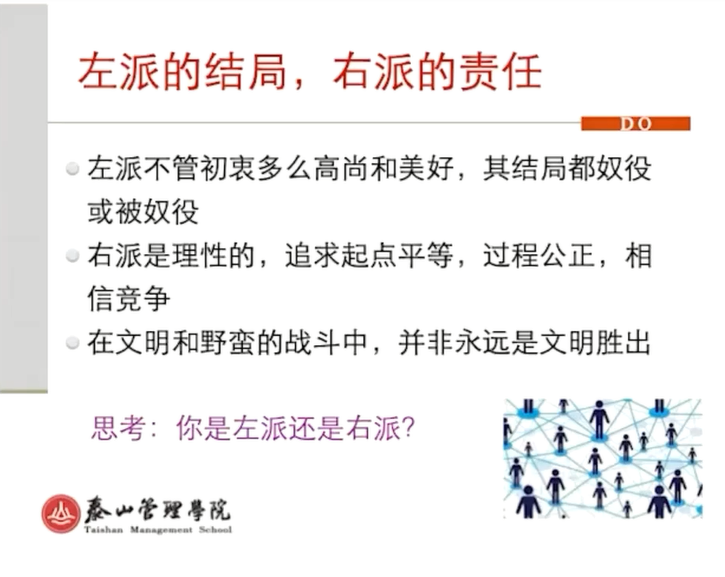 左派的结局，右派的责任
DO
左派不管初衷多么高尚和美好，其结局都奴役
或被奴役
右派是理性的，追求起点平等，过程公正，相
信竞争
在文明和野蛮的战斗中，并非永远是文明胜出
思考：你是左派还是右派？
泰山管理學院
Taishan Management School